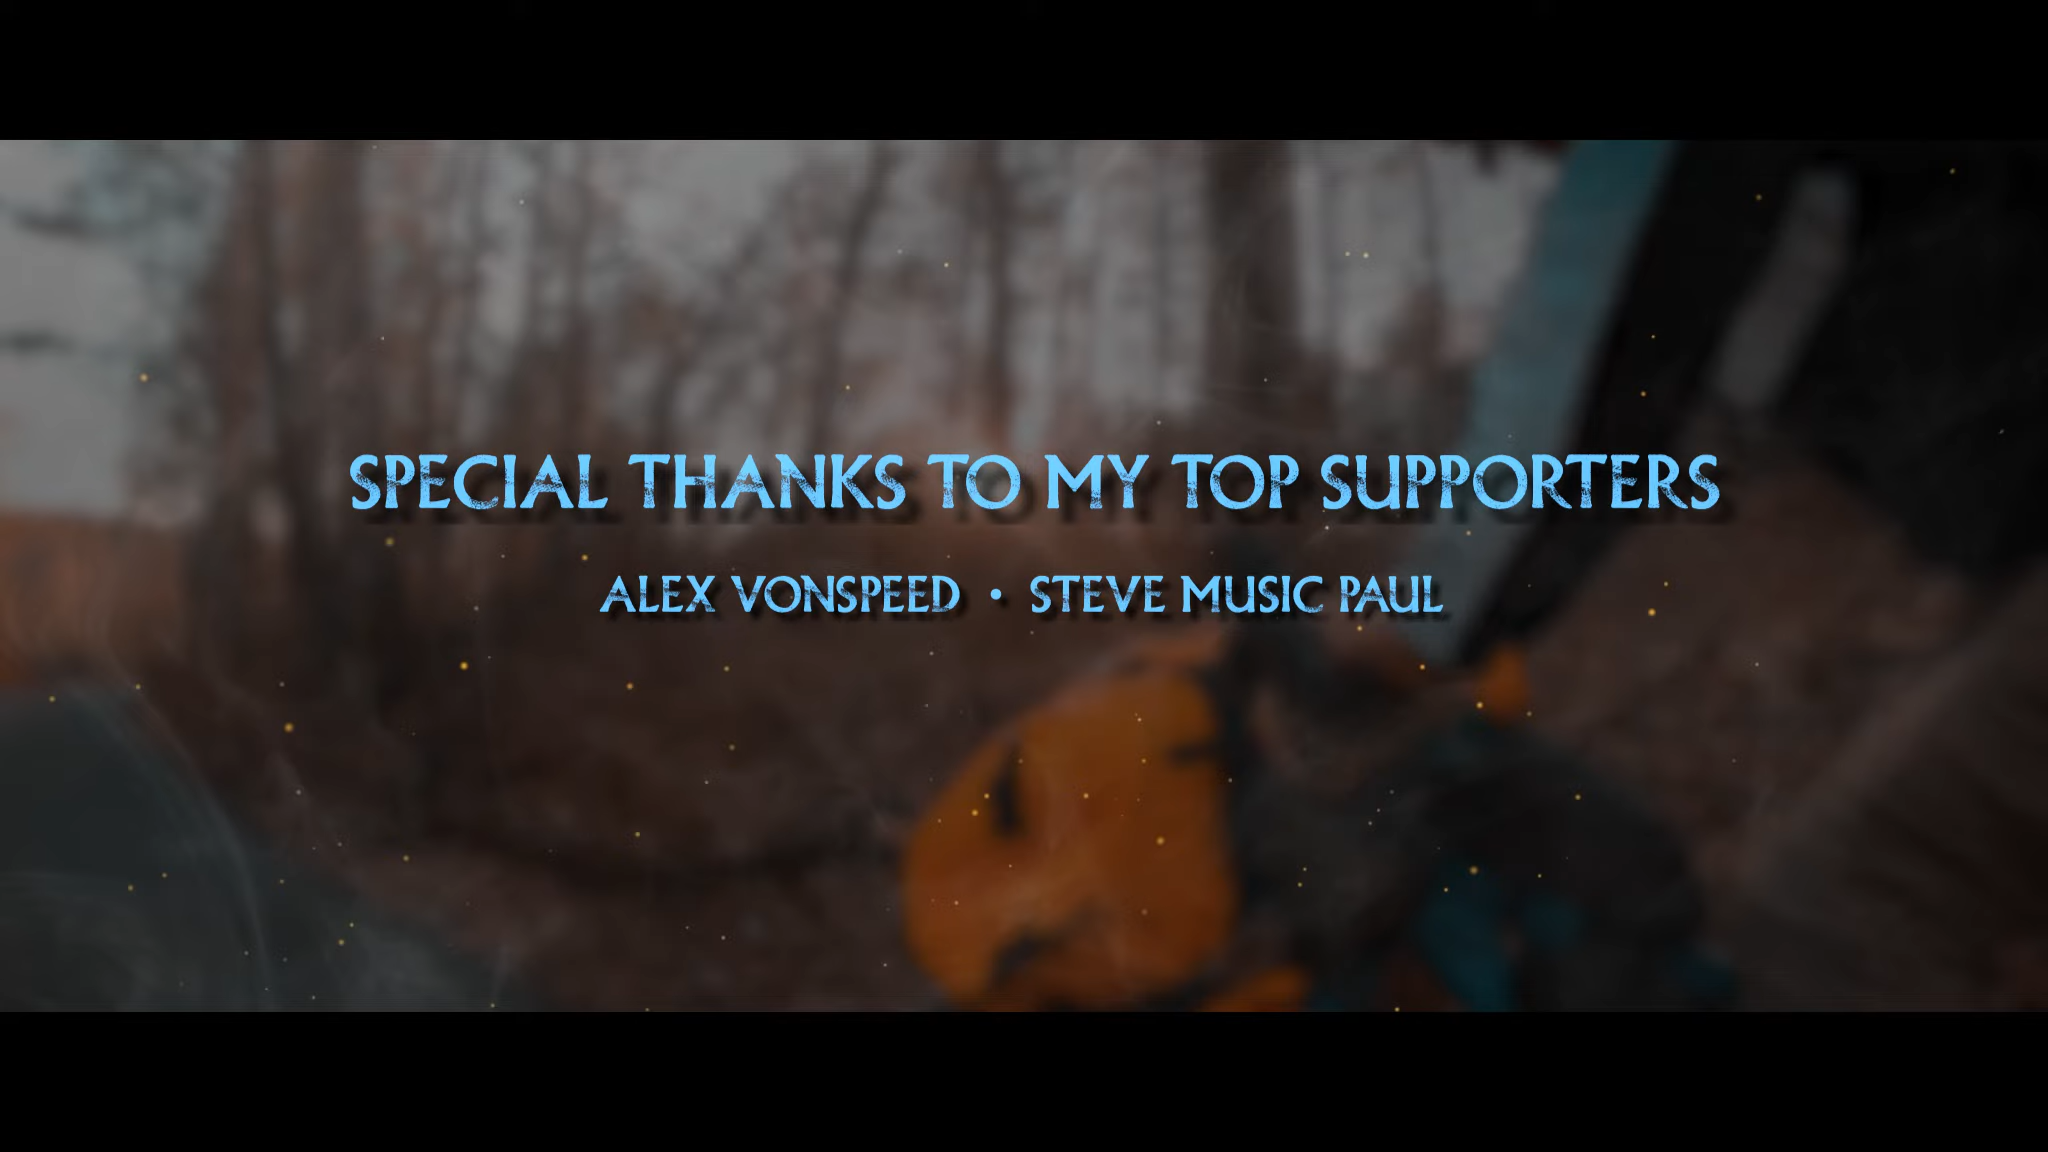 SPECIAL THANKS TO MY TOP SUPPORTERS
ALEX VONSPEED • STEVE MUSIC PAUL